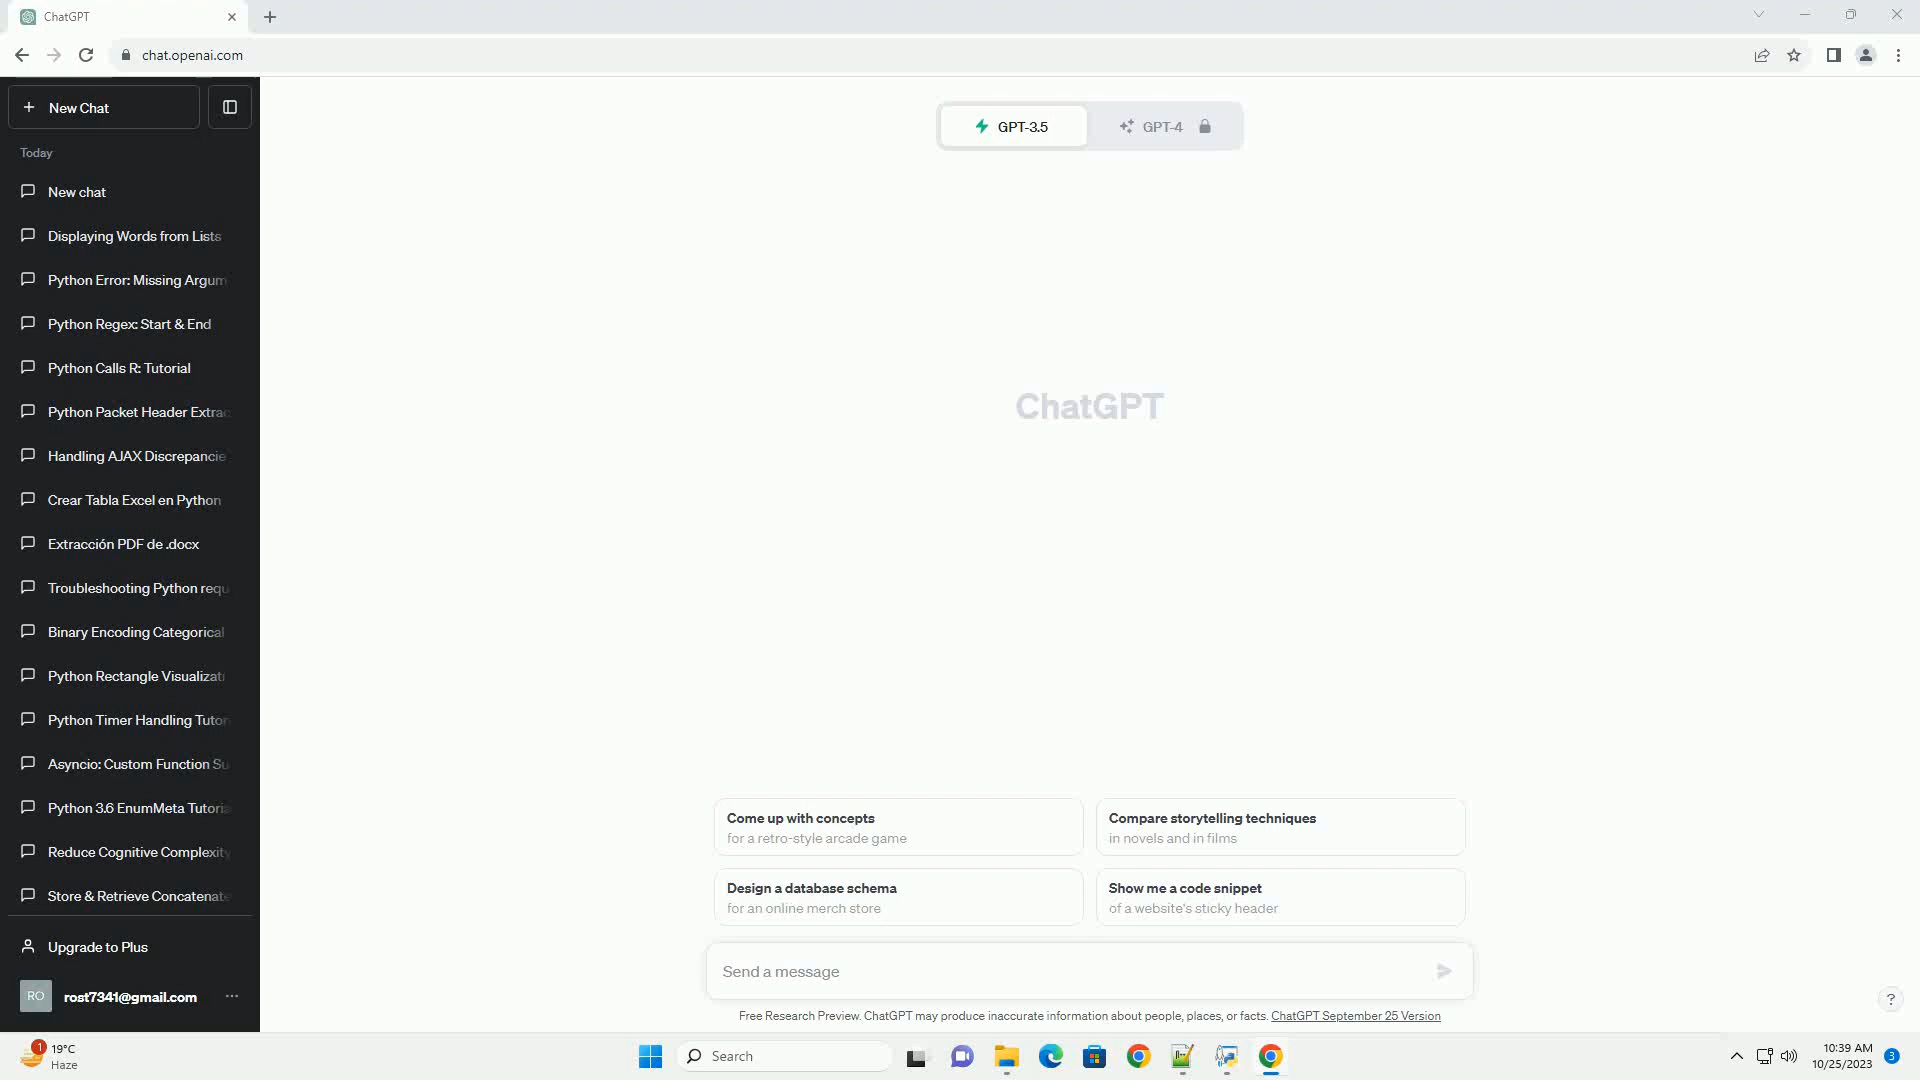 ChatGPT
chat.openai.com
New Chat
GPT-3.5
GPT-4
Today
New chat
Displaying Words from Lists
Python Error: Missing Argum
Python Regex: Start & End
Python Calls R: Tutorial
Python Packet Header Extrac
Handling AJAX Discrepancie
Crear Tabla Excel en Python
Extracción PDF de .docx
Troubleshooting Python requ
Binary Encoding Categorical
Python Rectangle Visualizati
Python Timer Handling Tutor
Asyncio: Custom Function Su
Python 3.6 EnumMeta Tutoria
Reduce Cognitive Complexity
Store & Retrieve Concatenate
Upgrade to Plus
RO
rost7341@gmail.com
ChatGPT
Come up with concepts
for a retro-style arcade game
Compare storytelling techniques
in novels and in films
Design a database schema
for an online merch store
Show me a code snippet
of a website's sticky header
Send a message
?
Free Research Preview. ChatGPT may produce inaccurate information about people, places, or facts. ChatGPT September 25 Version
1
19°C
Haze
Search
10:39 AM
10/25/2023
3